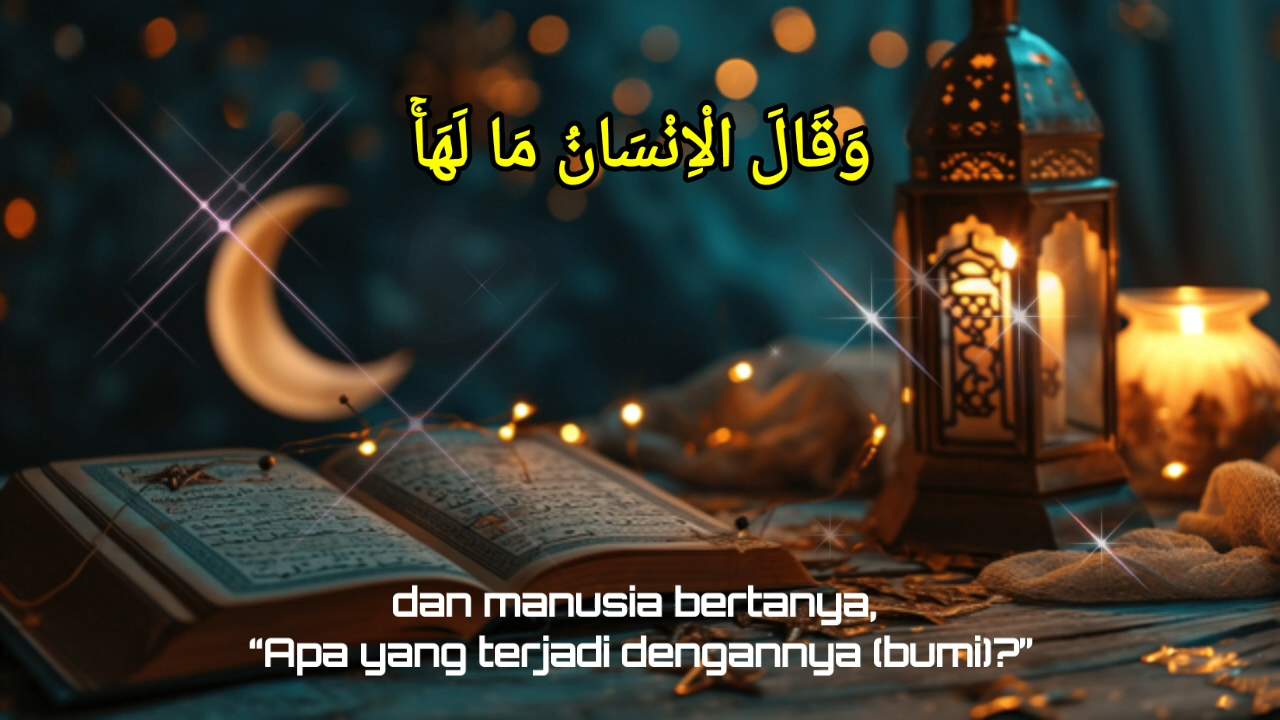 وَقَالَ الْاِنْسَانُ مَا لَهَاۚ
dan manusia bertanya,
“Apa yang terjadi dengannya (bumi)?”